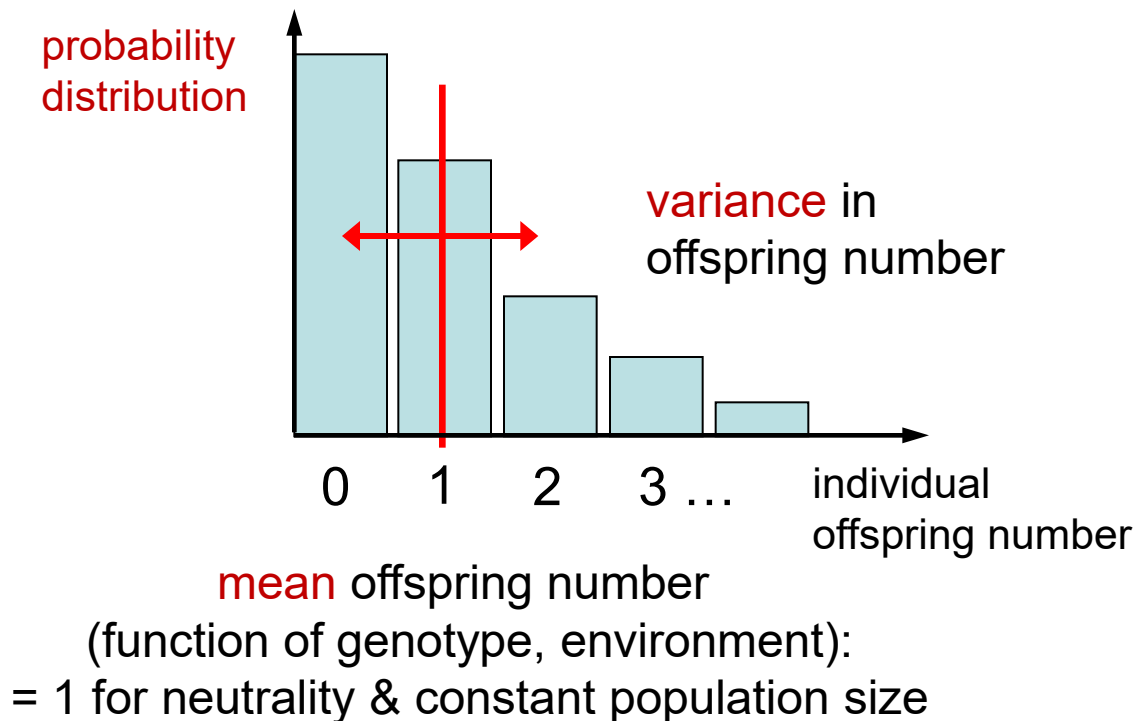 probability
distribution
variance in
offspring number
0 1 2 3 …
individual
offspring number
mean offspring number
(function of genotype, environment):
= 1 for neutrality & constant population size